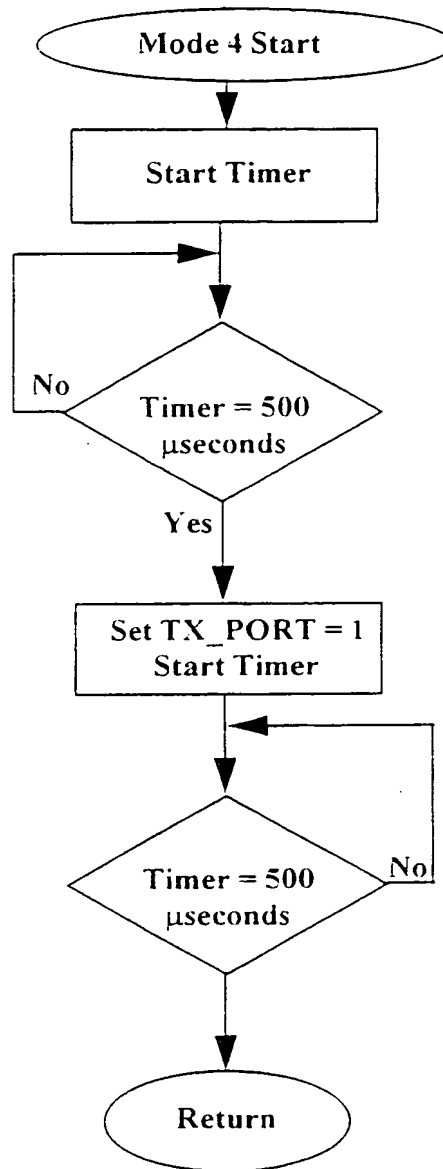 Mode 4 Start
Start Timer
No
Timer = 500
µseconds
Yes
Set TX_PORT = 1
Start Timer
No
Timer = 500
µseconds
Return